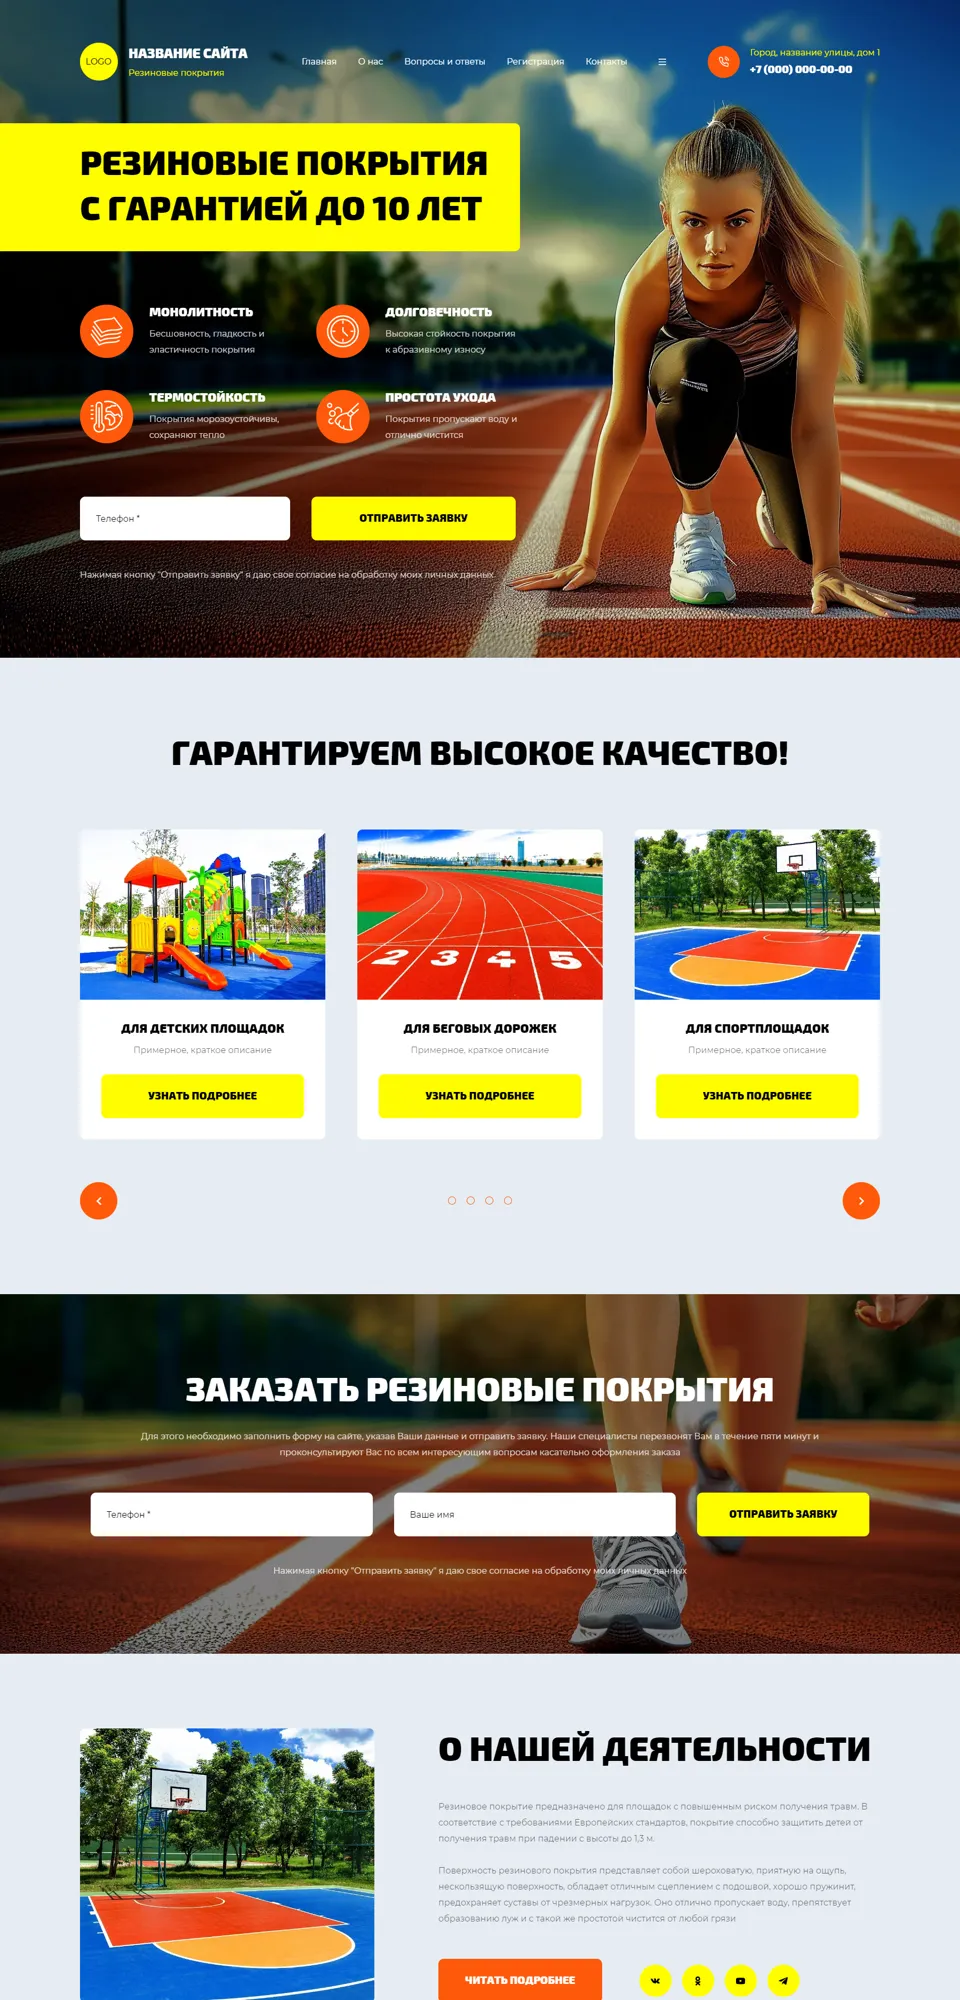 LOGO
НАЗВАНИЕ САЙТА
Резиновые покрытия
Главная О нас Вопросы и ответы Регистрация Контакты
Город, название улицы, дом 1
+7 (000) 000-00-00
РЕЗИНОВЫЕ ПОКРЫТИЯ
С ГАРАНТИЕЙ ДО 10 ЛЕТ
МОНОЛИТНОСТЬ
Бесшовность, гладкость и
эластичность покрытия
ДОЛГОВЕЧНОСТЬ
Высокая стойкость покрытия
к абразивному износу
ТЕРМОСТОЙКОСТЬ
Покрытия морозоустойчивы,
сохраняют тепло
ПРОСТОТА УХОДА
Покрытия пропускают воду и
отлично чистится
Телефон *
ОТПРАВИТЬ ЗАЯВКУ
Нажимая кнопку "Отправить заявку" я даю свое согласие на обработку моих личных данных
ГАРАНТИРУЕМ ВЫСОКОЕ КАЧЕСТВО!
2 3 4 5
ДЛЯ ДЕТСКИХ ПЛОЩАДОК
Примерное, краткое описание
УЗНАТЬ ПОДРОБНЕЕ
ДЛЯ БЕГОВЫХ ДОРОЖЕК
Примерное, краткое описание
УЗНАТЬ ПОДРОБНЕЕ
ДЛЯ СПОРТПЛОЩАДОК
Примерное, краткое описание
УЗНАТЬ ПОДРОБНЕЕ
ЗАКАЗАТЬ РЕЗИНОВЫЕ ПОКРЫТИЯ
Для этого необходимо заполнить форму на сайте, указав Ваши данные и отправить заявку. Наши специалисты перезвонят Вам в течение пяти минут и
проконсультируют Вас по всем интересующим вопросам касательно оформления заказа
Телефон *
Ваше имя
ОТПРАВИТЬ ЗАЯВКУ
Нажимая кнопку "Отправить заявку" я даю свое согласие на обработку моих личных данных
О НАШЕЙ ДЕЯТЕЛЬНОСТИ
Резиновое покрытие предназначено для площадок с повышенным риском получения травм. В
соответствие с требованиями Европейских стандартов, покрытие способно защитить детей от
получения травм при падении с высоты до 1,3 м.
Поверхность резинового покрытия представляет собой шероховатую, приятную на ощупь,
нескользящую поверхность, обладает отличным сцеплением с подошвой, хорошо пружинит,
предохраняет суставы от чрезмерных нагрузок. Оно отлично пропускает воду, препятствует
образованию луж и с такой же простотой чистится от любой грязи
ЧИТАТЬ ПОДРОБНЕЕ